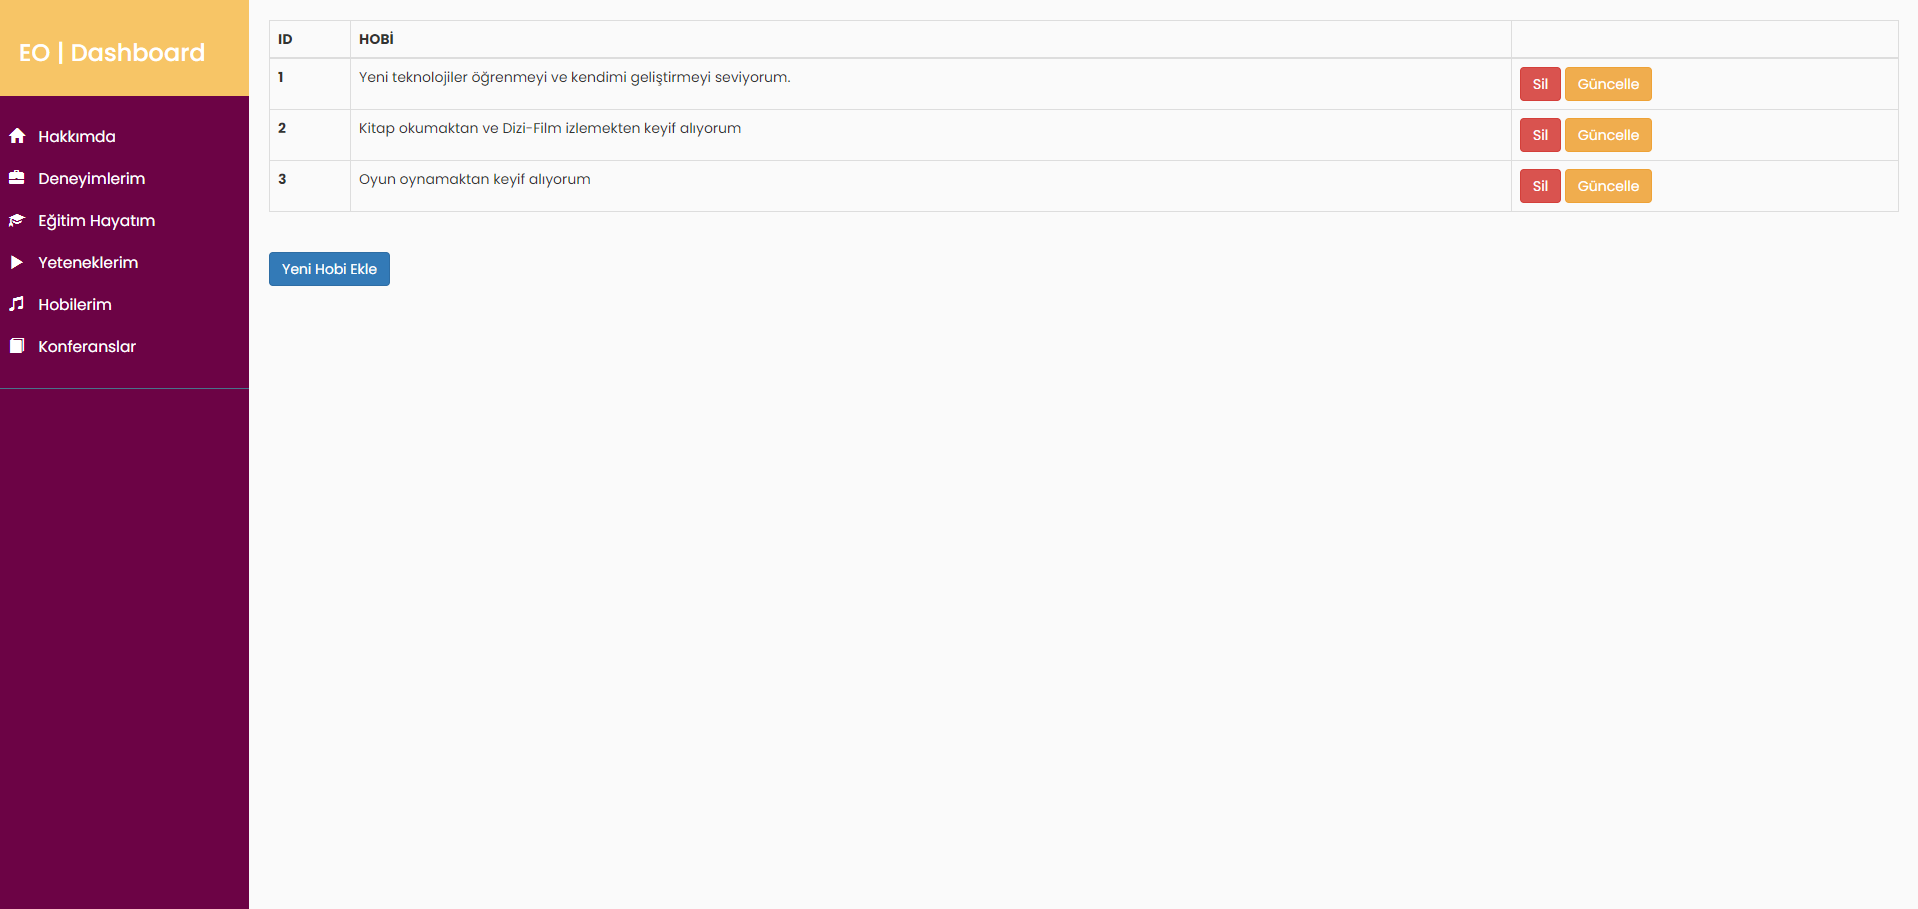 EO | Dashboard
Hakkımda
Deneyimlerim
Eğitim Hayatım
Yeteneklerim
Hobilerim
Konferanslar
ID HOBİ
1 Yeni teknolojiler öğrenmeyi ve kendimi geliştirmeyi seviyorum. Sil Güncelle
2 Kitap okumaktan ve Dizi-Film izlemekten keyif alıyorum Sil Güncelle
3 Oyun oynamaktan keyif alıyorum Sil Güncelle
Yeni Hobi Ekle